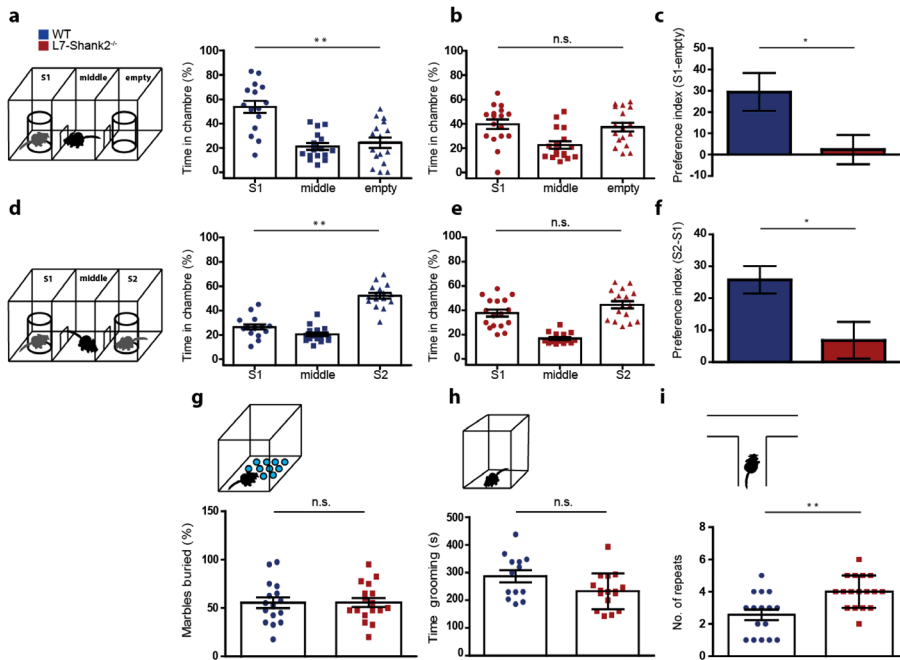 a
WT
L7-Shank2-/-
S1 middle empty
Time in chambre (%)
100
80
60
40
20
0
**
S1 middle empty
b
Time in chambre (%)
100
80
60
40
20
0
n.s.
S1 middle empty
c
Preference index (S1-empty)
50
40
30
20
10
0
-10
*
d
S1 middle S2
Time in chambre (%)
100
80
60
40
20
0
**
S1 middle S2
e
Time in chambre (%)
100
80
60
40
20
0
n.s.
S1 middle S2
f
Preference index (S2-S1)
40
30
20
10
0
*
g
Marbles buried (%)
150
100
50
0
n.s.
h
Time grooming (s)
500
400
300
200
100
0
n.s.
i
No. of repeats
8
6
4
2
0
**